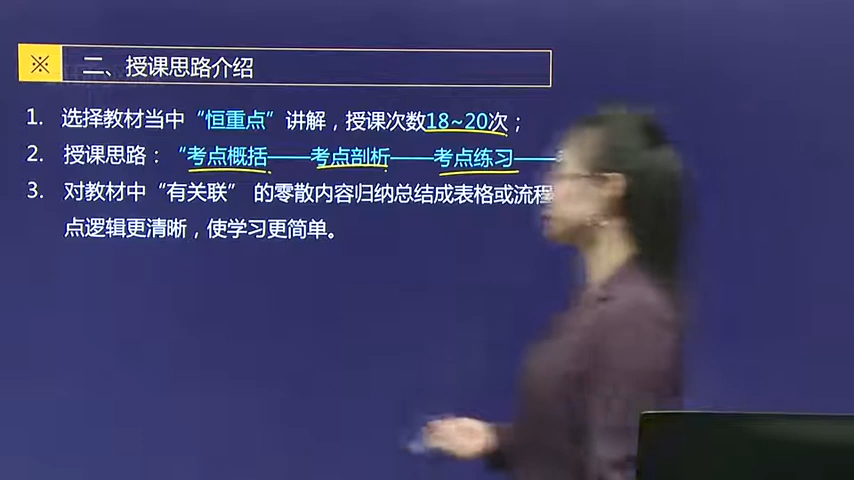 ※ 二、授课思路介绍
1. 选择教材当中“恒重点”讲解，授课次数18~20次；
2. 授课思路：“考点概括——考点剖析——考点练习——
3. 对教材中“有关联” 的零散内容归纳总结成表格或流程
点逻辑更清晰，使学习更简单。